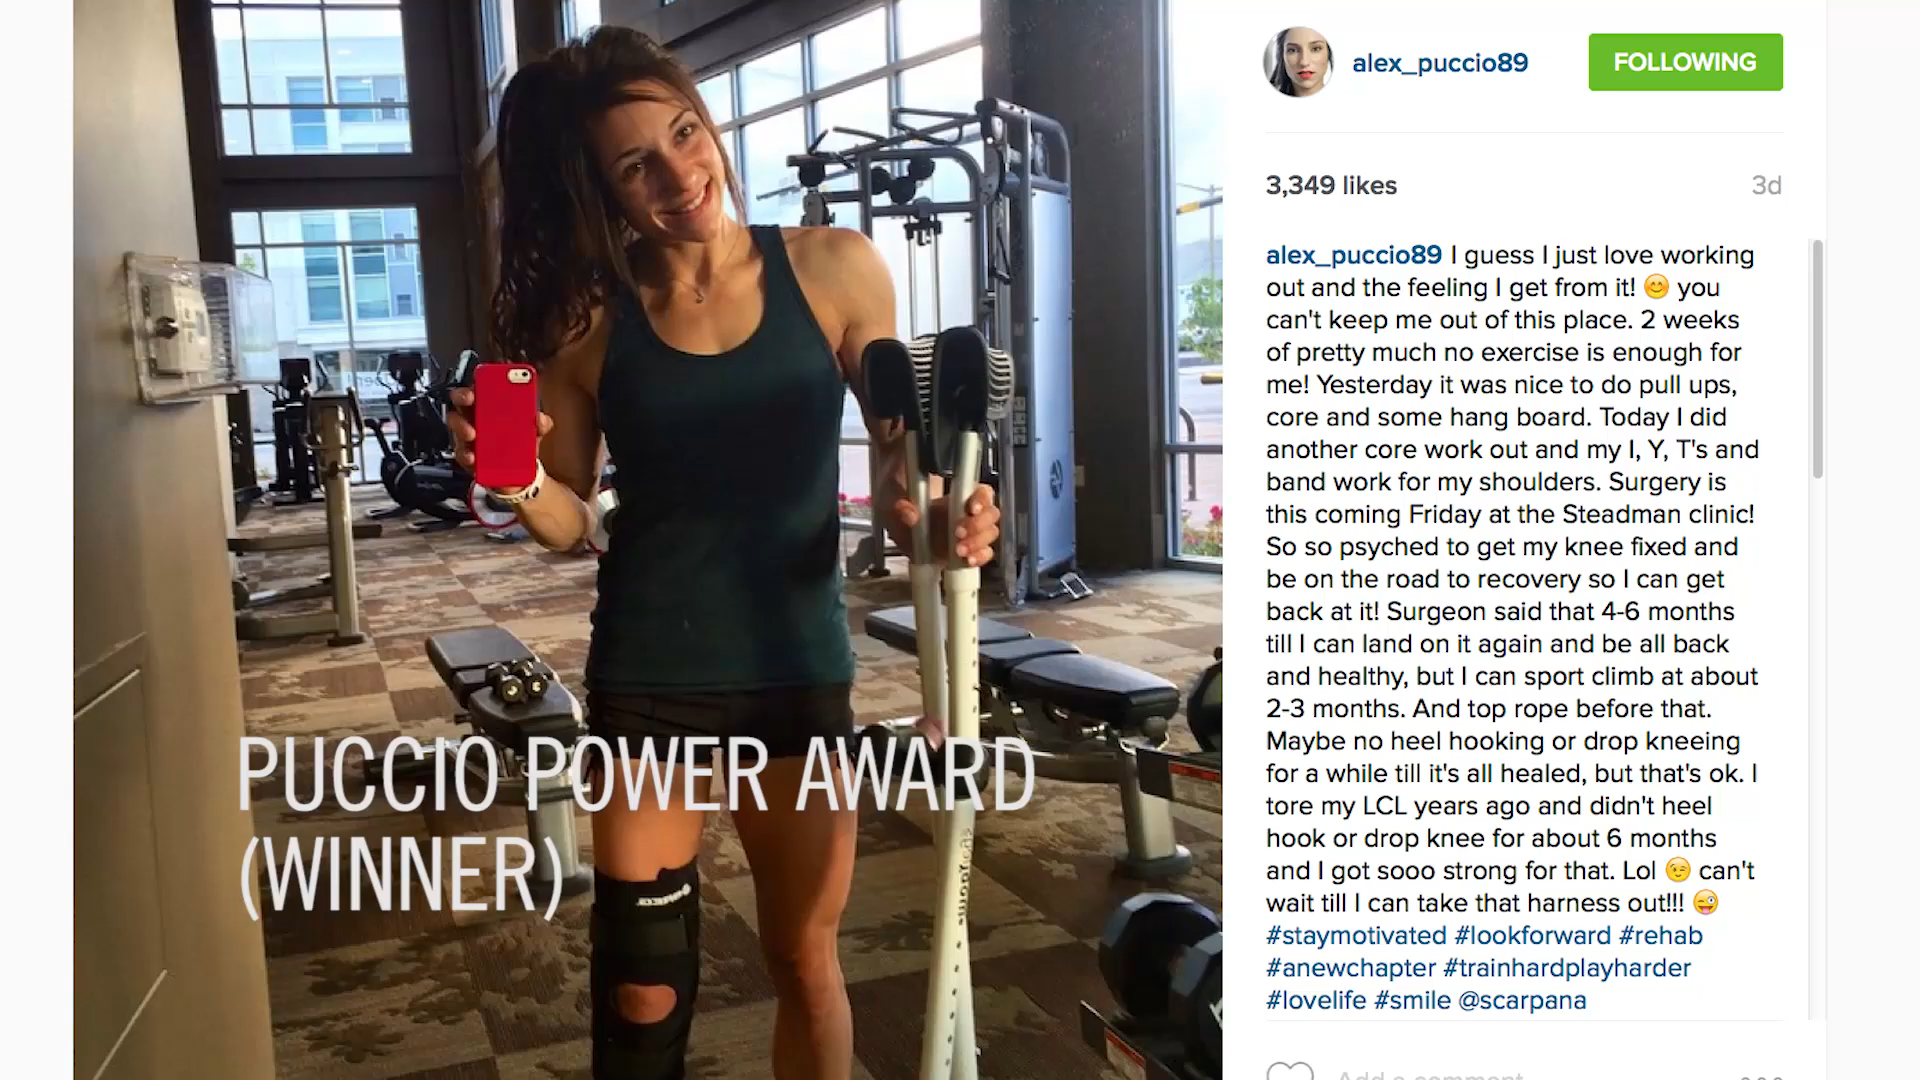 alex_puccio89
FOLLOWING
3,349 likes
3d
alex_puccio89 I guess I just love working
out and the feeling I get from it! 😊 you
can't keep me out of this place. 2 weeks
of pretty much no exercise is enough for
me! Yesterday it was nice to do pull ups,
core and some hang board. Today I did
another core work out and my I, Y, T's and
band work for my shoulders. Surgery is
this coming Friday at the Steadman clinic!
So so psyched to get my knee fixed and
be on the road to recovery so I can get
back at it! Surgeon said that 4-6 months
till I can land on it again and be all back
and healthy, but I can sport climb at about
2-3 months. And top rope before that.
Maybe no heel hooking or drop kneeing
for a while till it's all healed, but that's ok. I
tore my LCL years ago and didn't heel
hook or drop knee for about 6 months
and I got sooo strong for that. Lol 😉 can't
wait till I can take that harness out!!! 😜
#staymotivated #lookforward #rehab
#anewchapter #trainhardplayharder
#lovelife #smile @scarpana
Add a comment
PUCCIO POWER AWARD
(WINNER)